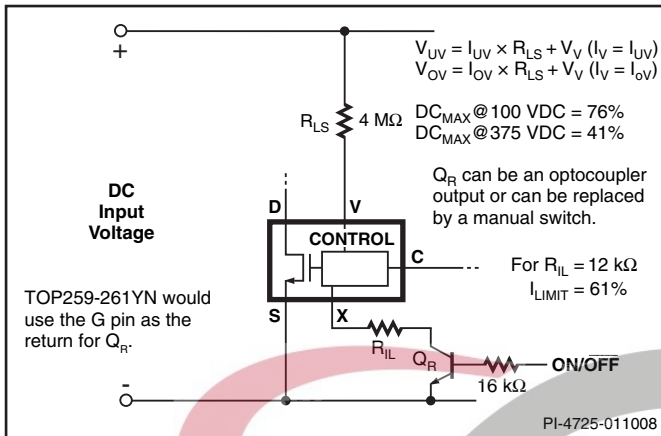 +
V_UV = I_UV × R_LS + V_V (I_V = I_UV)
V_OV = I_OV × R_LS + V_V (I_V = I_oV)
R_LS
4 MΩ
DC_MAX@100 VDC = 76%
DC_MAX@375 VDC = 41%
Q_R can be an optocoupler
output or can be replaced
by a manual switch.
DC
Input
Voltage
D
V
CONTROL
C
For R_IL = 12 kΩ
I_LIMIT = 61%
TOP259-261YN would
use the G pin as the
return for Q_R.
S
X
R_IL
Q_R
ON/O̅F̅F̅
16 kΩ
-
PI-4725-011008